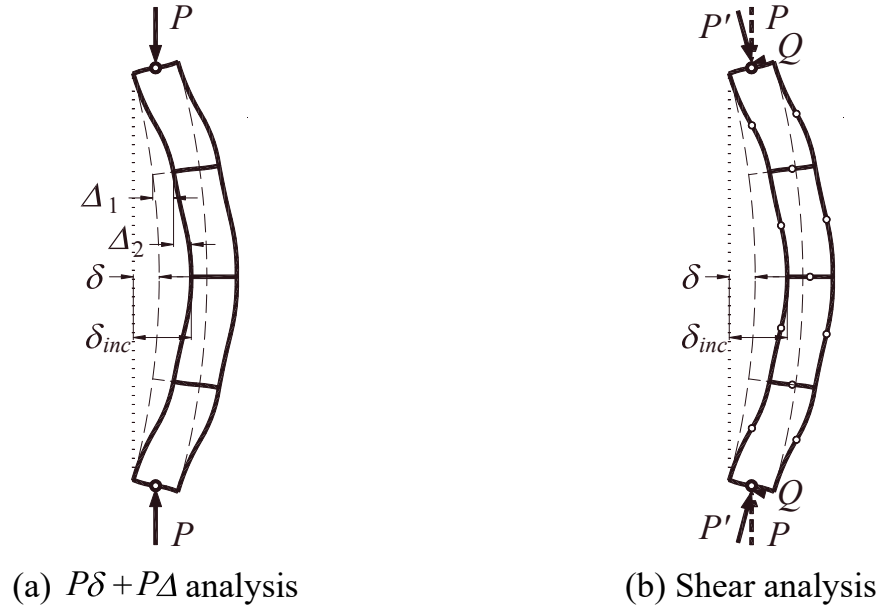 P
Δ1
Δ2
δ
δinc
P
(a) Pδ + PΔ analysis
P' P
Q
δ
δinc
Q
P' P
(b) Shear analysis